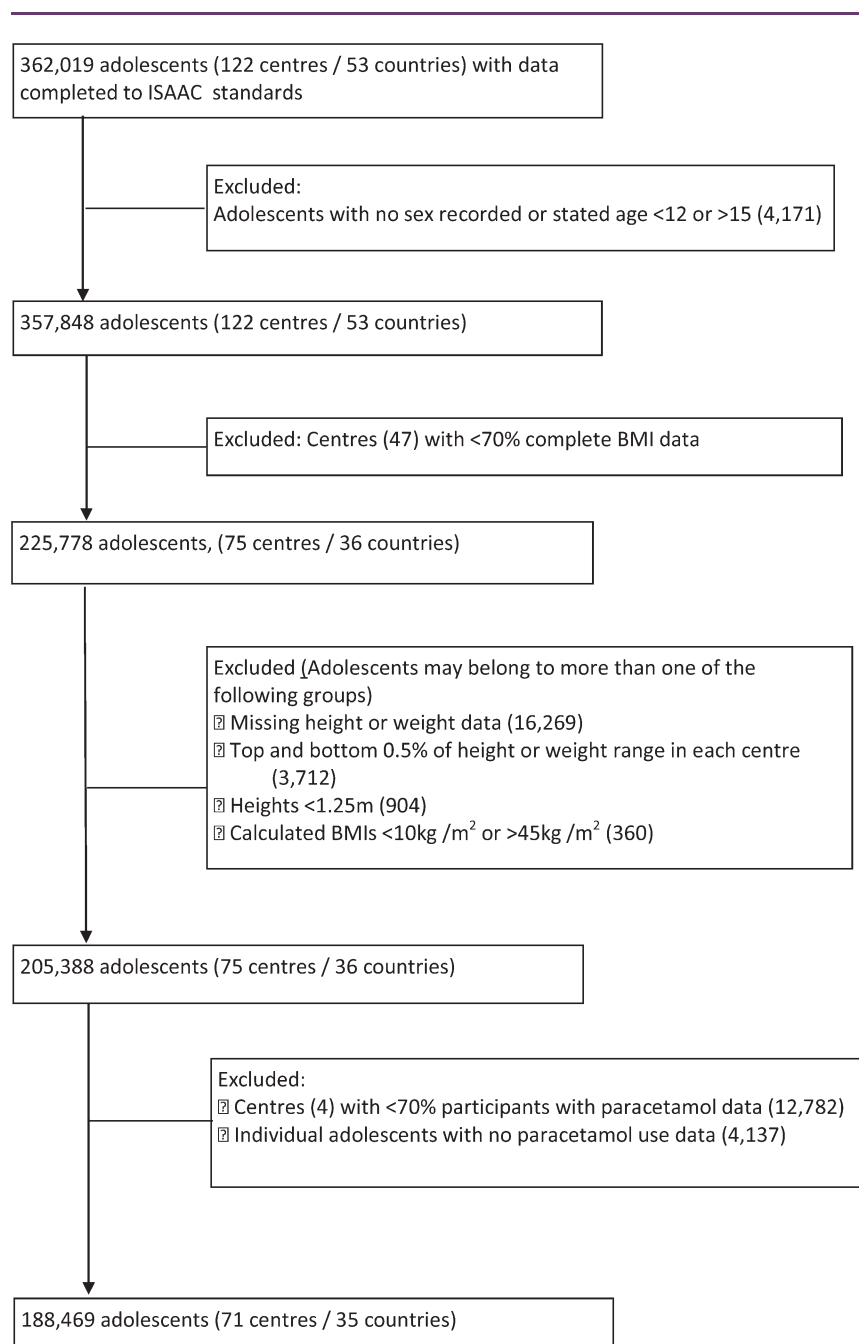 362,019 adolescents (122 centres / 53 countries) with data
completed to ISAAC  standards
Excluded:
Adolescents with no sex recorded or stated age <12 or >15 (4,171)
357,848 adolescents (122 centres / 53 countries)
Excluded: Centres (47) with <70% complete BMI data
225,778 adolescents, (75 centres / 36 countries)
Excluded (Adolescents may belong to more than one of the
following groups)
⍰ Missing height or weight data (16,269)
⍰ Top and bottom 0.5% of height or weight range in each centre
(3,712)
⍰ Heights <1.25m (904)
⍰ Calculated BMIs <10kg /m² or >45kg /m² (360)
205,388 adolescents (75 centres / 36 countries)
Excluded:
⍰ Centres (4) with <70% participants with paracetamol data (12,782)
⍰ Individual adolescents with no paracetamol use data (4,137)
188,469 adolescents (71 centres / 35 countries)